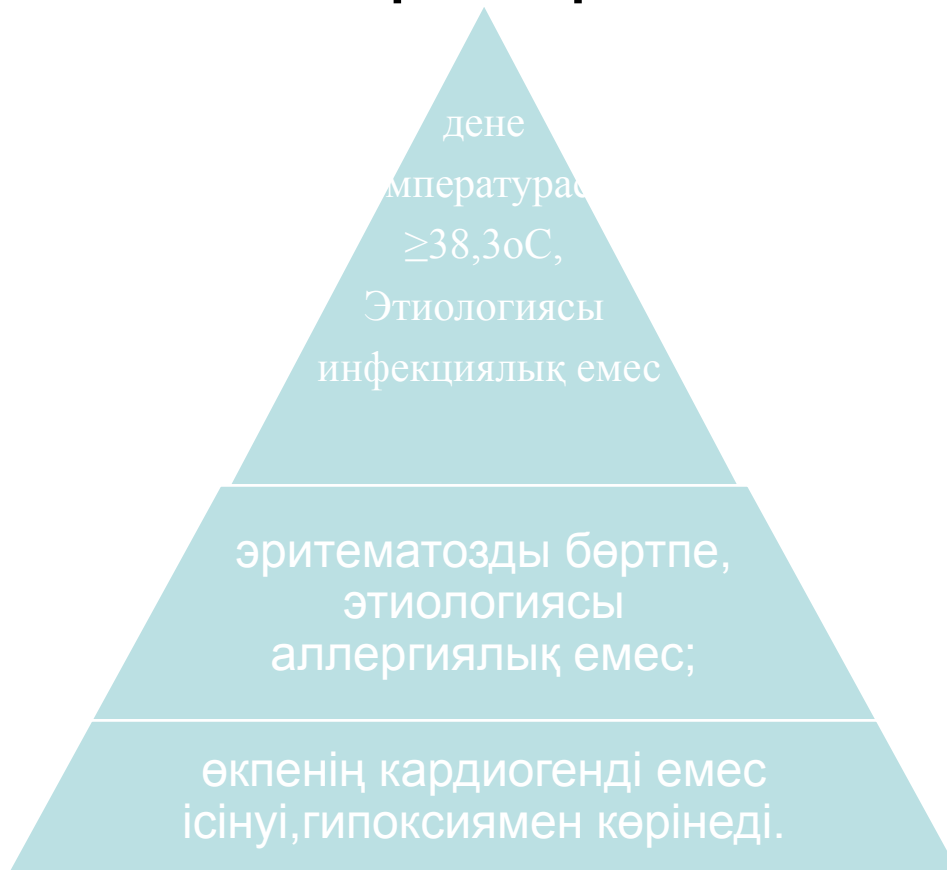 дене
≥38,3оС,
Этиологиясы
инфекциялық емес
эритематозды бөртпе,
этиологиясы
аллергиялық емес;
өкпенің кардиогенді емес
ісінуі,гипоксиямен көрінеді.